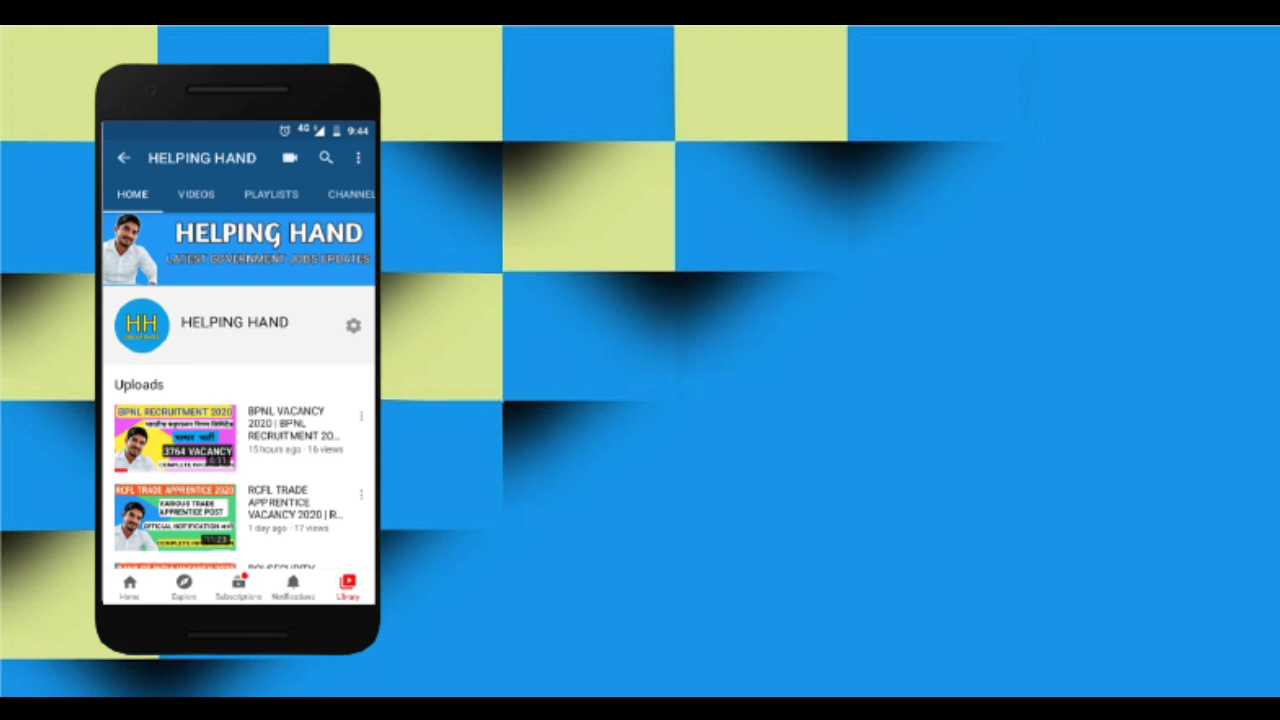 4G 9:44
HELPING HAND
HOME VIDEOS PLAYLISTS CHANNEL
HELPING HAND
LATEST GOVERNMENT JOBS UPDATES
HH
HELPING HAND
Uploads
BPNL RECRUITMENT 2020
3764 VACANCY
BPNL VACANCY
2020 | BPNL
RECRUITMENT 20...
15 hours ago · 16 views
RCFL TRADE APPRENTICE 2020
VARIOUS TRADE
APPRENTICE POST
OFFICIAL NOTIFICATION जारी
11:23
RCFL TRADE
APPRENTICE
VACANCY 2020 | R...
1 day ago · 17 views
Home Explore Subscriptions Notifications Library